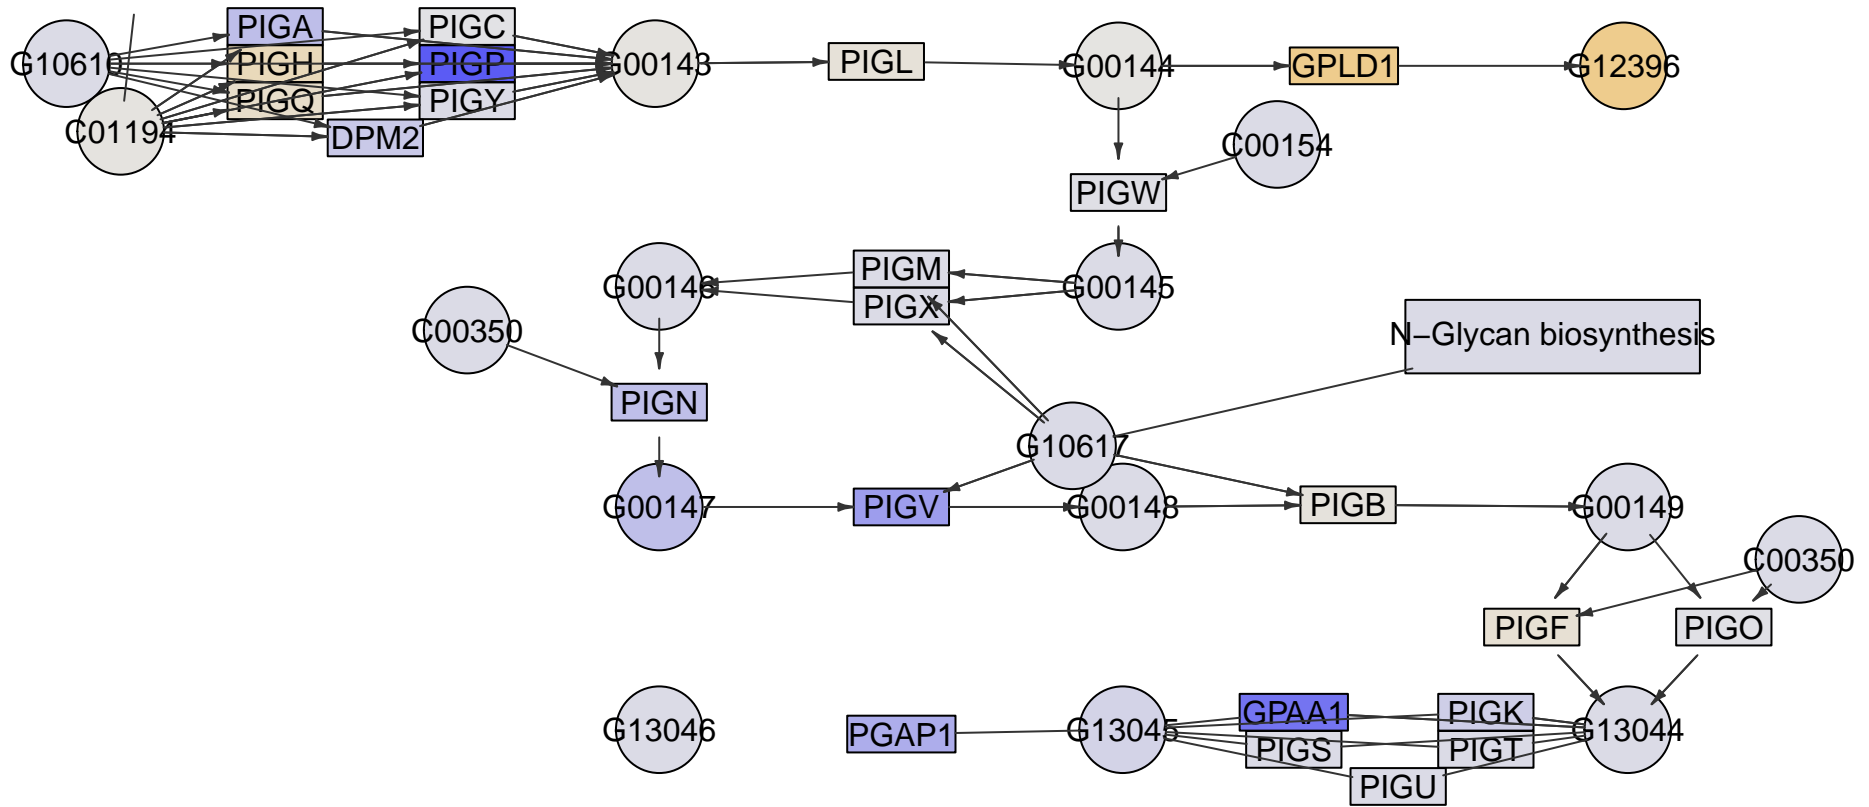 PIGA
PIGC
G10610
PIGH
PIGP
G00143
PIGL
G00144
GPLD1
G12396
PIGQ
PIGY
C01194
DPM2
C00154
PIGW
PIGM
G00146
G00145
PIGX
C00350
N–Glycan biosynthesis
PIGN
G10617
G00147
PIGV
G00148
PIGB
G00149
C00350
PIGF
PIGO
GPAA1
PIGK
G13046
PGAP1
G13045
G13044
PIGS
PIGT
PIGU